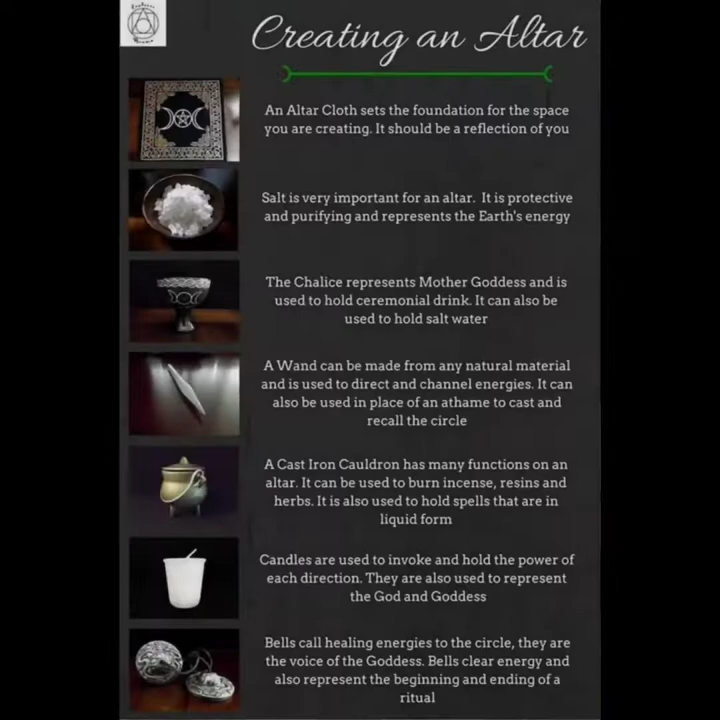 Creating an Altar
An Altar Cloth sets the foundation for the space
you are creating. It should be a reflection of you
Salt is very important for an altar. It is protective
and purifying and represents the Earth's energy
The Chalice represents Mother Goddess and is
used to hold ceremonial drink. It can also be
used to hold salt water
A Wand can be made from any natural material
and is used to direct and channel energies. It can
also be used in place of an athame to cast and
recall the circle
A Cast Iron Cauldron has many functions on an
altar. It can be used to burn incense, resins and
herbs. It is also used to hold spells that are in
liquid form
Candles are used to invoke and hold the power of
each direction. They are also used to represent
the God and Goddess
Bells call healing energies to the circle, they are
the voice of the Goddess. Bells clear energy and
also represent the beginning and ending of a
ritual